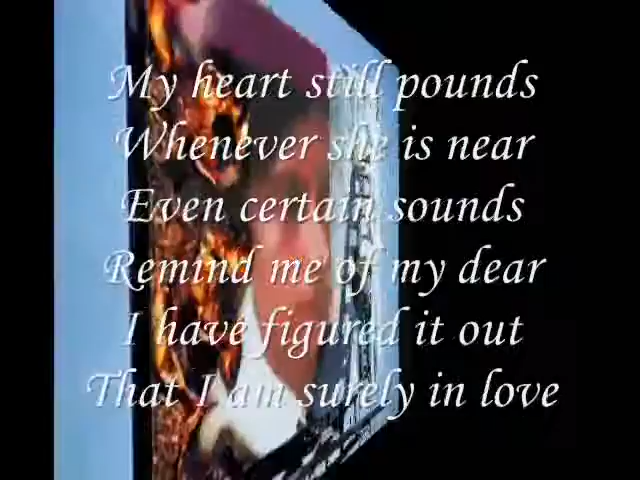 My heart still pounds
Whenever she is near
Even certain sounds
Remind me of my dear
I have figured it out
That I am surely in love